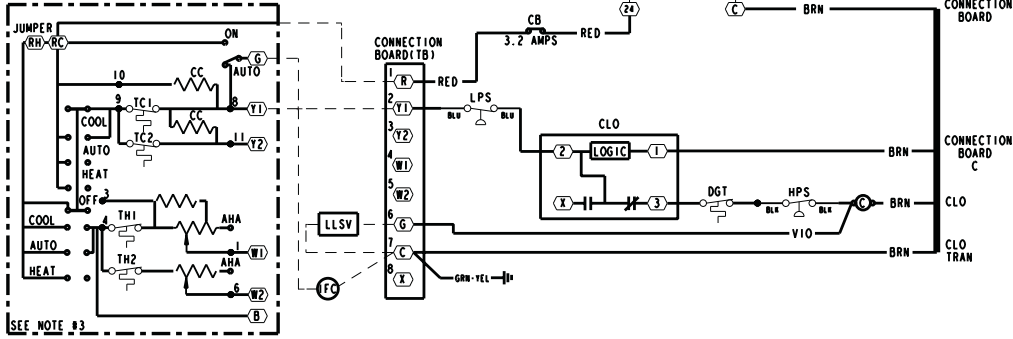 24
C
BRN
CONNECTION
BOARD
JUMPER
RH
RC
ON
G
AUTO
CONNECTION
BOARD(TB)
CB
3.2 AMPS
RED
10
CC
9
TC1
8
Y1
CC
COOL
TC2
11
Y2
AUTO
HEAT
OFF
3
4
TH1
AHA
COOL
1
W1
AUTO
TH2
AHA
HEAT
6
W2
B
SEE NOTE #3
1
R
RED
2
Y1
BLU
LPS
BLU
3
Y2
4
W1
5
W2
6
G
7
C
8
X
LLSV
IFC
CLO
2
LOGIC
1
BRN
CONNECTION
BOARD
C
X
3
DGT
BLK
HPS
BLK
C
BRN
CLO
VIO
BRN
CLO
TRAN
GRN-YEL